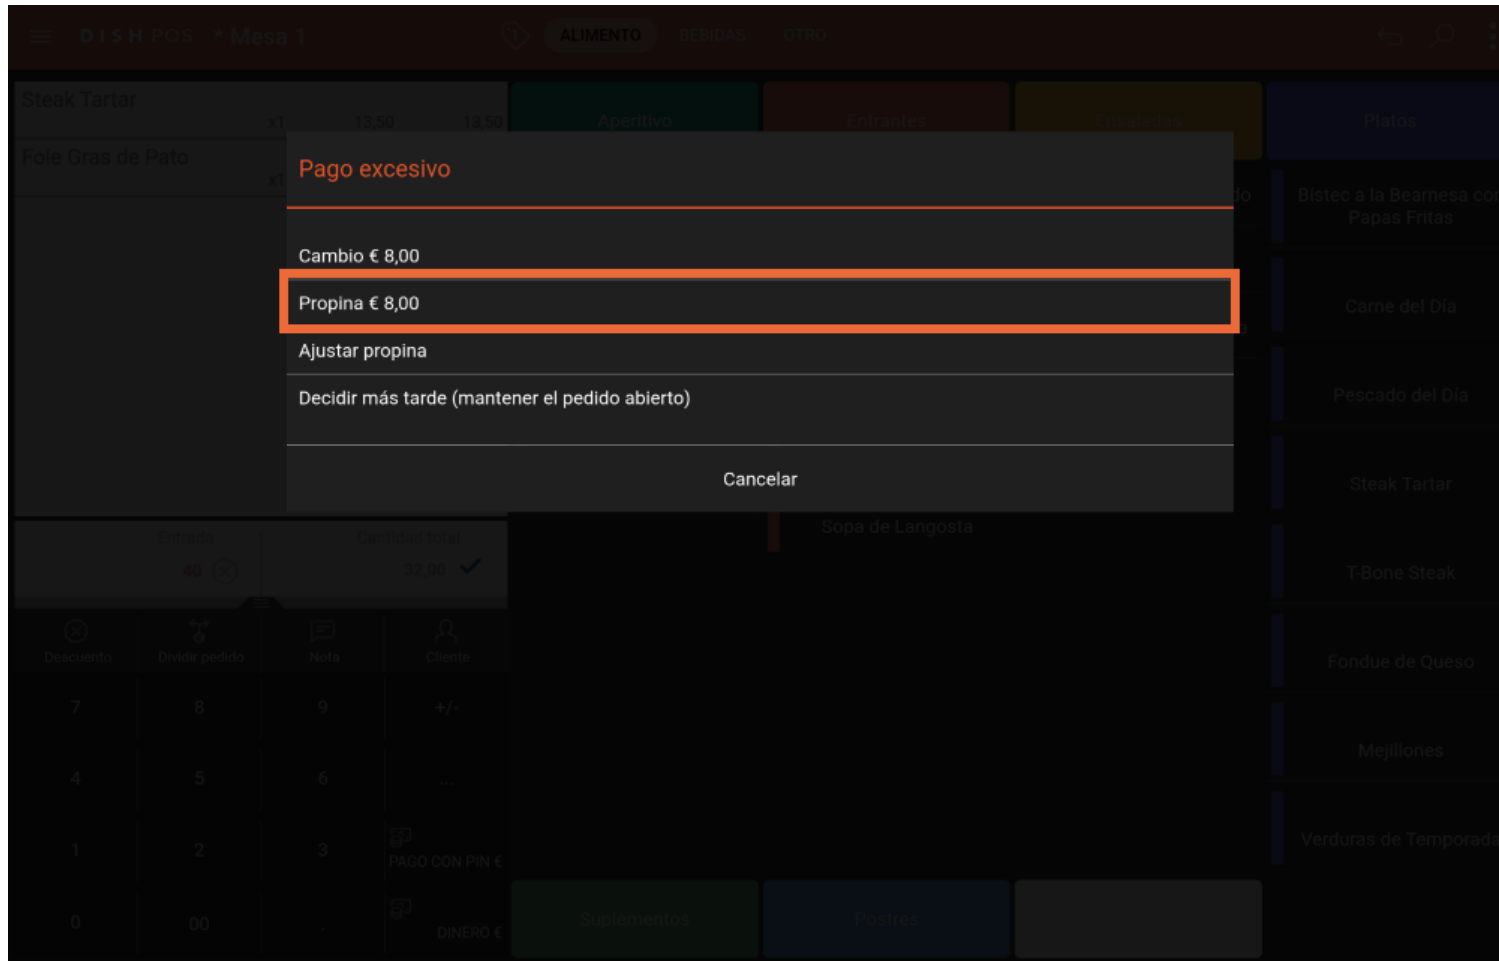 DISH POS * Mesa 1
1
ALIMENTO
BEBIDAS
OTRO
Steak Tartar
x1 13,50 13,50
Foie Gras de Pato
x1
Aperitivo
Entrantes
Ensaladas
Platos
Pago excesivo
Cambio € 8,00
Propina € 8,00
Ajustar propina
Decidir más tarde (mantener el pedido abierto)
Cancelar
do
Bistec a la Bearnesa con
Papas Fritas
Carne del Día
Pescado del Día
Steak Tartar
T-Bone Steak
Fondue de Queso
Mejillones
Verduras de Temporada
Sopa de Langosta
Entrada
Cantidad total
40
32,00
Descuento
Dividir pedido
Nota
Cliente
7 8 9 +/-
4 5 6 ...
1 2 3 PAGO CON PIN €
0 00 . DINERO €
Suplementos
Postres